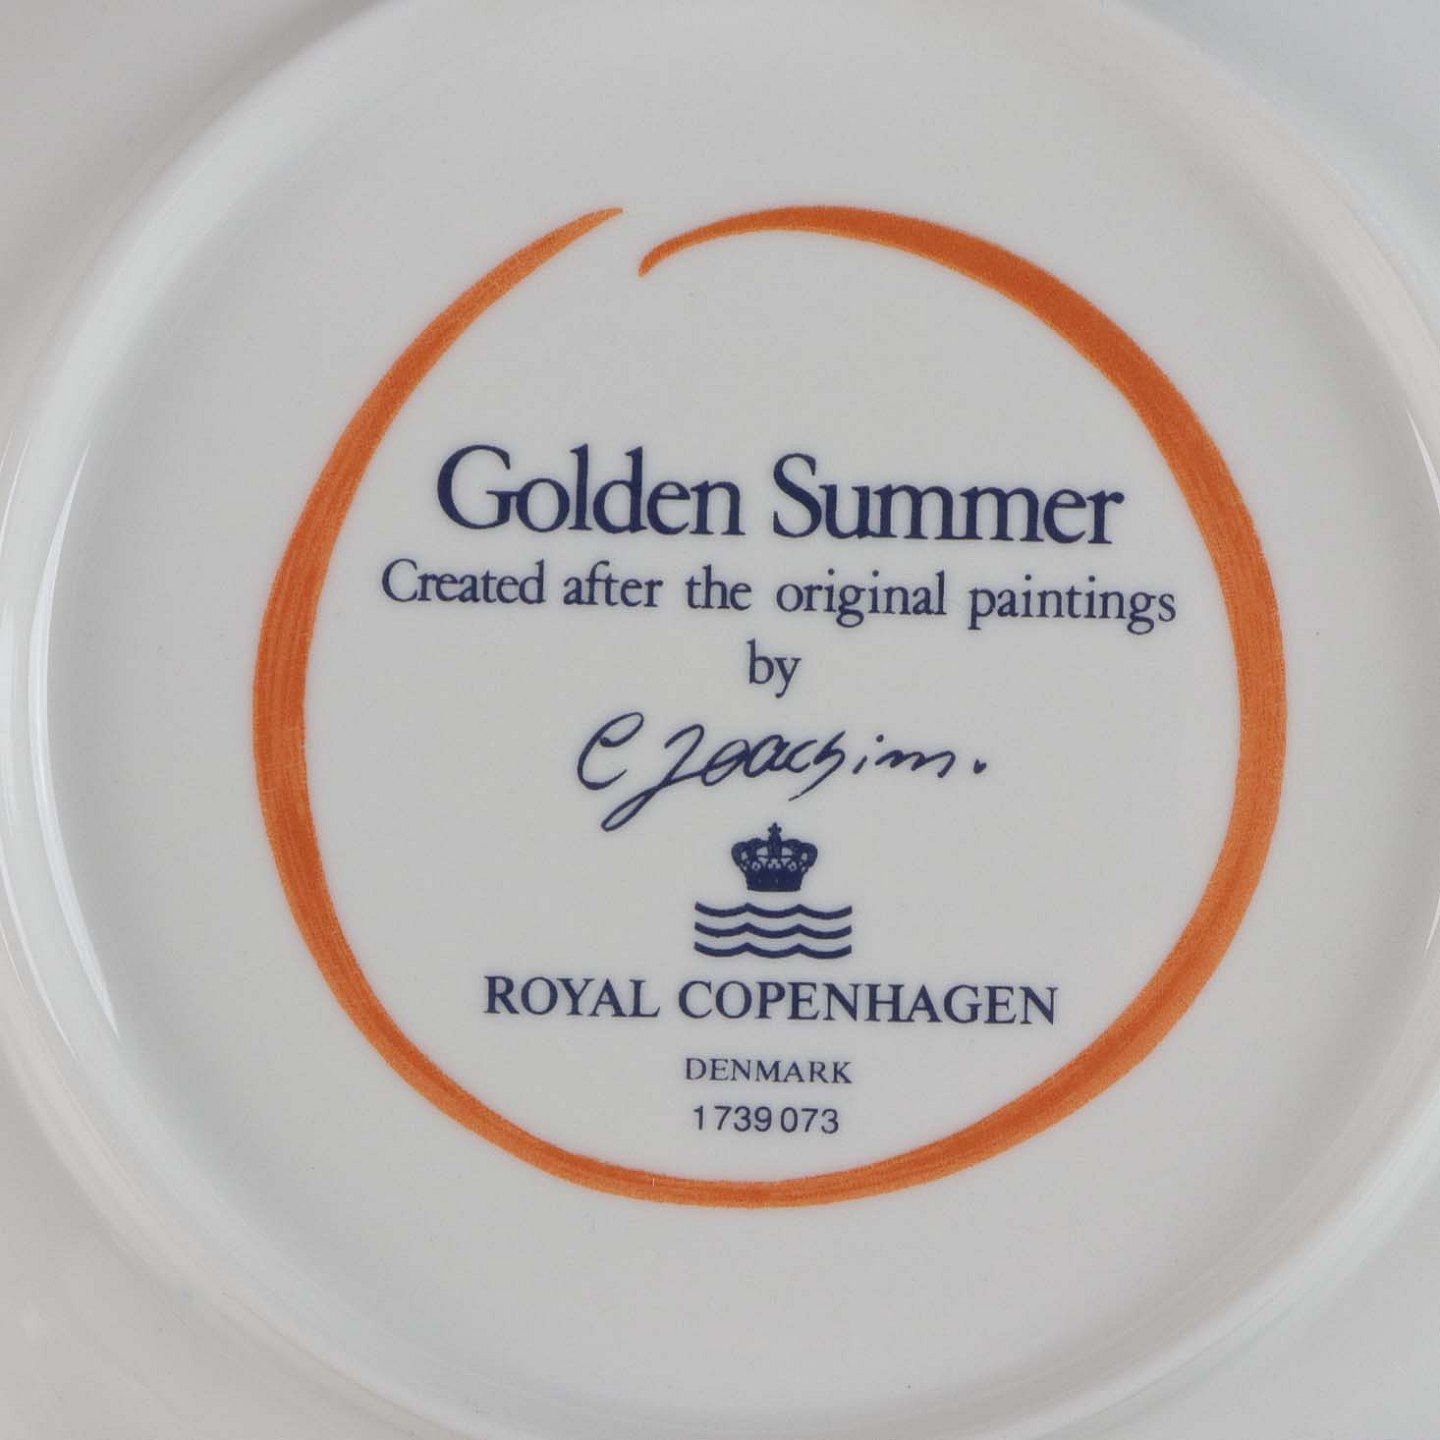 Golden Summer
Created after the original paintings
by
C Joachim.
ROYAL COPENHAGEN
DENMARK
1739073